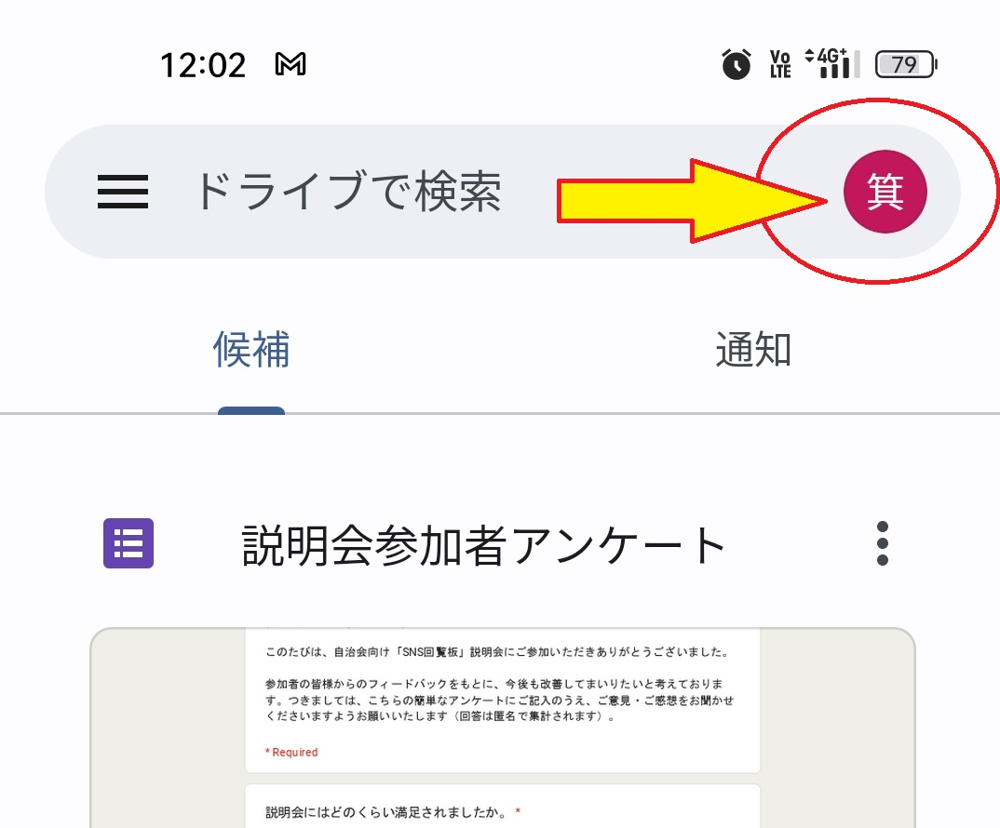 12:02
Vo LTE 4G+ 79
ドライブで検索
箕
候補
通知
説明会参加者アンケート
このたびは、自治会向け「SNS回覧板」説明会にご参加いただきありがとうございました。
参加者の皆様からのフィードバックをもとに、今後も改善してまいりたいと考えておりま
す。つきましては、こちらの簡単なアンケートにご記入のうえ、ご意見・ご感想をお聞かせ
くださいますようお願いいたします（回答は匿名で集計されます）。
* Required
説明会にはどのくらい満足されましたか。 *